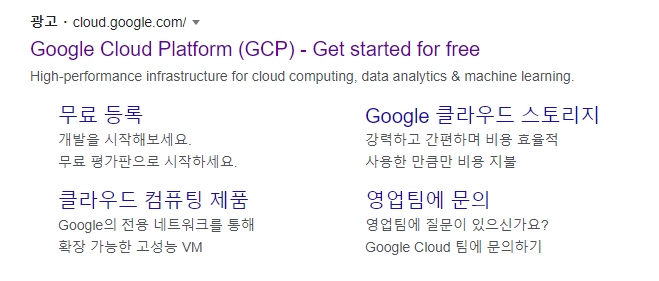 광고 · cloud.google.com/
Google Cloud Platform (GCP) - Get started for free
High-performance infrastructure for cloud computing, data analytics & machine learning.
무료 등록
개발을 시작해보세요.
무료 평가판으로 시작하세요.
Google 클라우드 스토리지
강력하고 간편하며 비용 효율적
사용한 만큼만 비용 지불
클라우드 컴퓨팅 제품
Google의 전용 네트워크를 통해
확장 가능한 고성능 VM
영업팀에 문의
영업팀에 질문이 있으신가요?
Google Cloud 팀에 문의하기